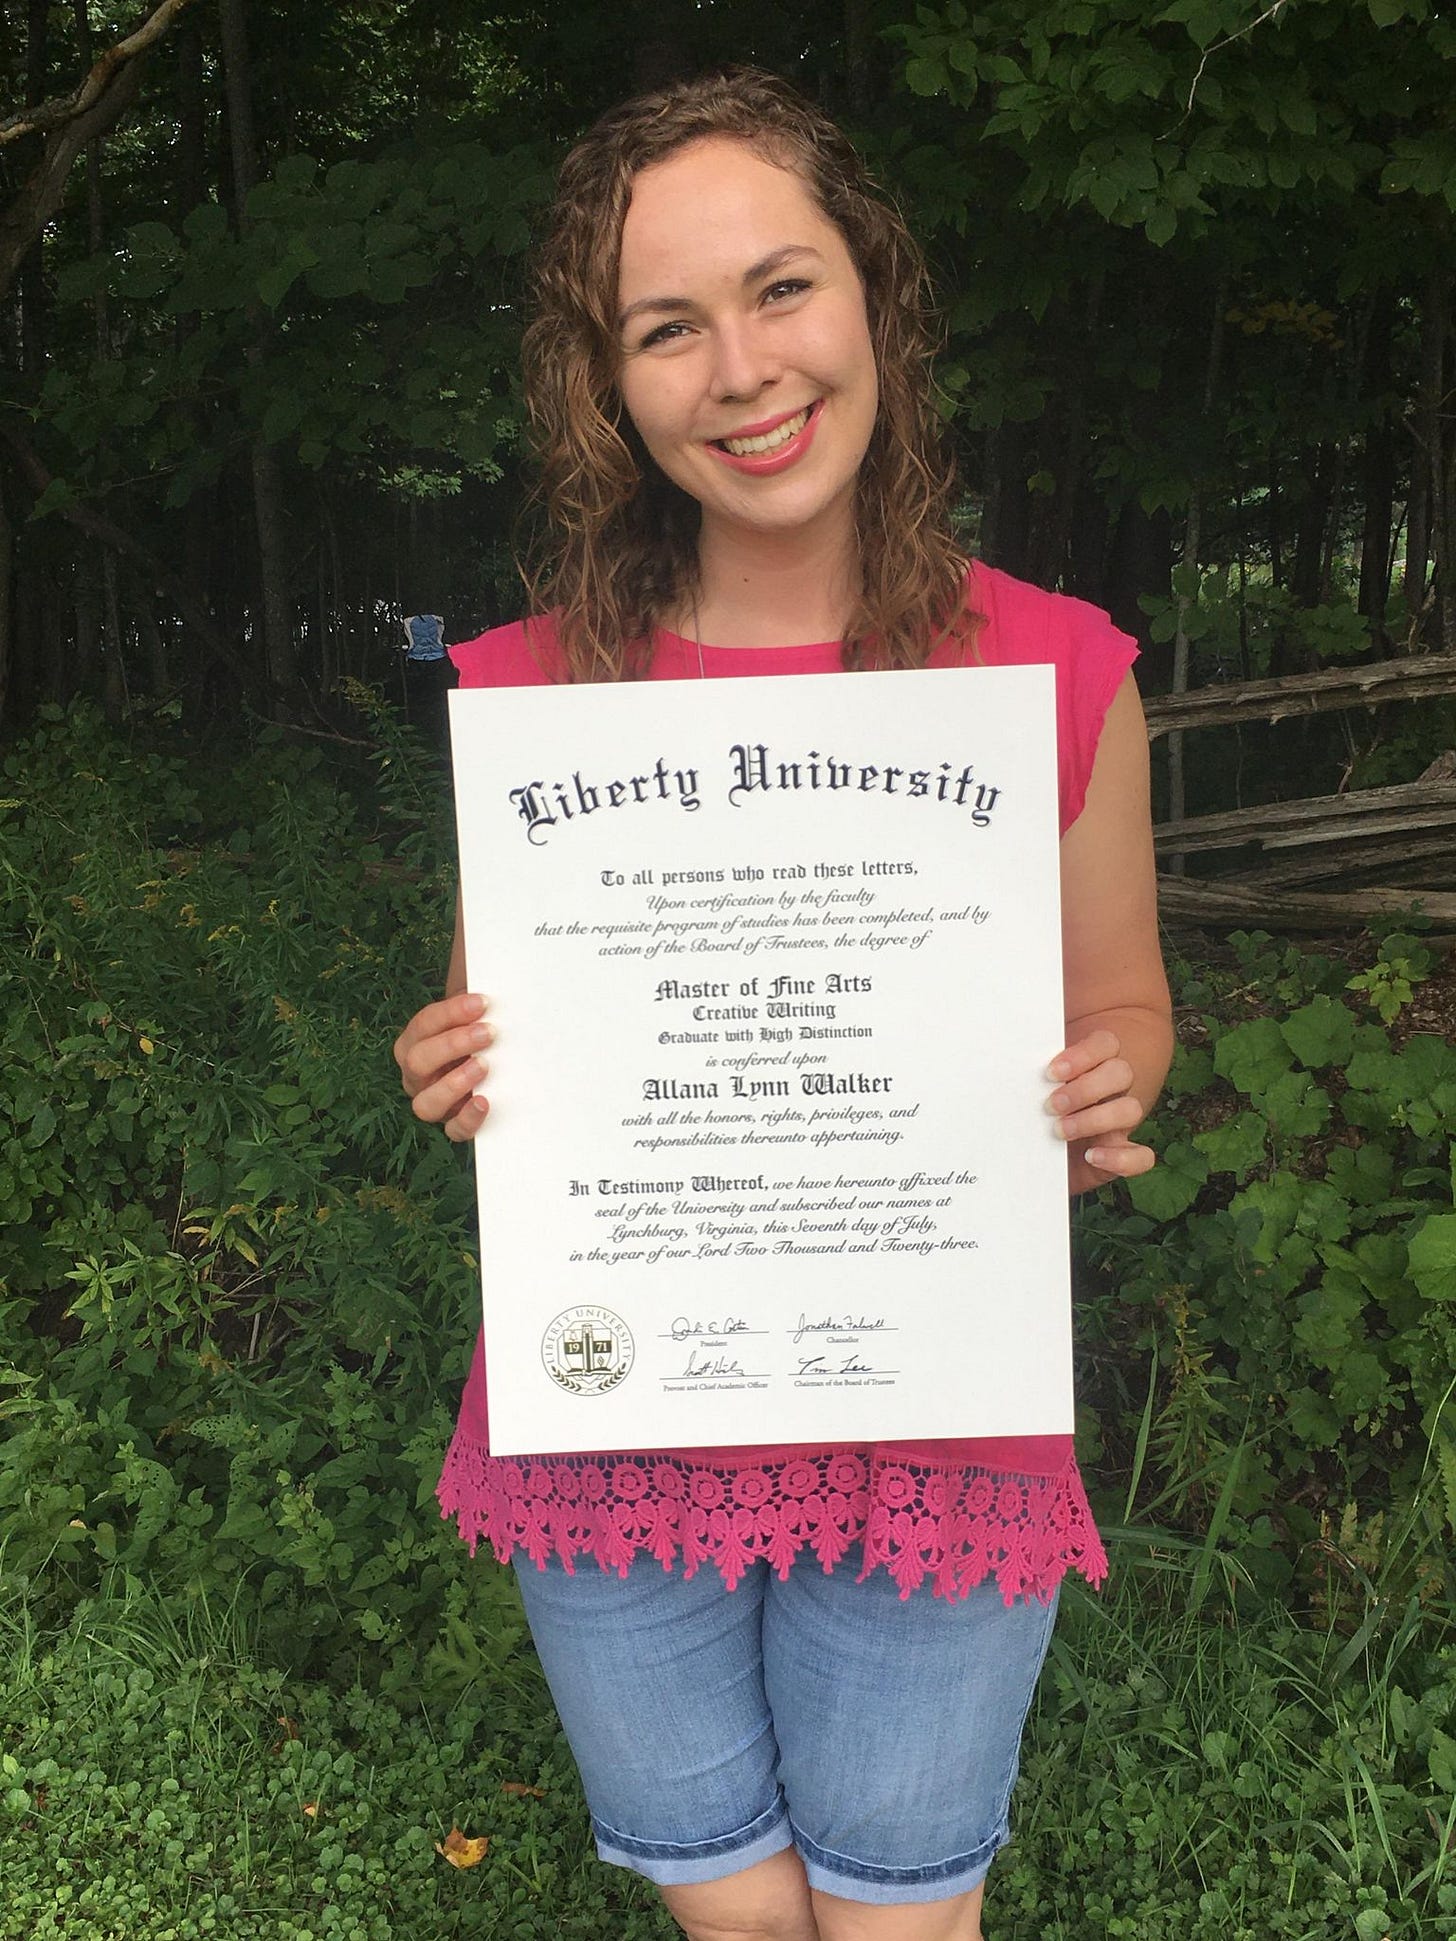 Liberty University
To all persons who read these letters,
Upon certification by the faculty
that the requisite program of studies has been completed, and by
action of the Board of Trustees, the degree of
Master of Fine Arts
Creative Writing
Graduate with High Distinction
is conferred upon
Allana Lynn Walker
with all the honors, rights, privileges, and
responsibilities thereunto appertaining.
In Testimony Whereof, we have hereunto affixed the
seal of the University and subscribed our names at
Lynchburg, Virginia, this Seventh day of July,
in the year of our Lord Two Thousand and Twenty-three.
LIBERTY UNIVERSITY
19 71
Jonathan Falwell
President
Chancellor
Provost and Chief Academic Officer
Chairman of the Board of Trustees